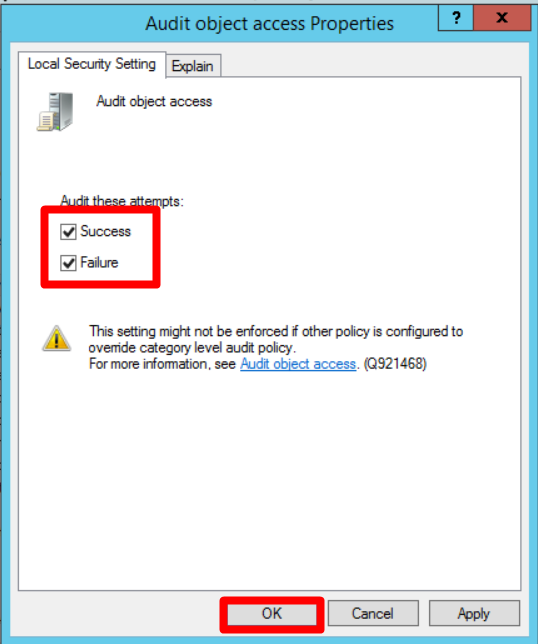 Audit object access Properties
? x
Local Security Setting Explain
Audit object access
Audit these attempts:
Success
Failure
This setting might not be enforced if other policy is configured to
override category level audit policy.
For more information, see Audit object access. (Q921468)
OK Cancel Apply